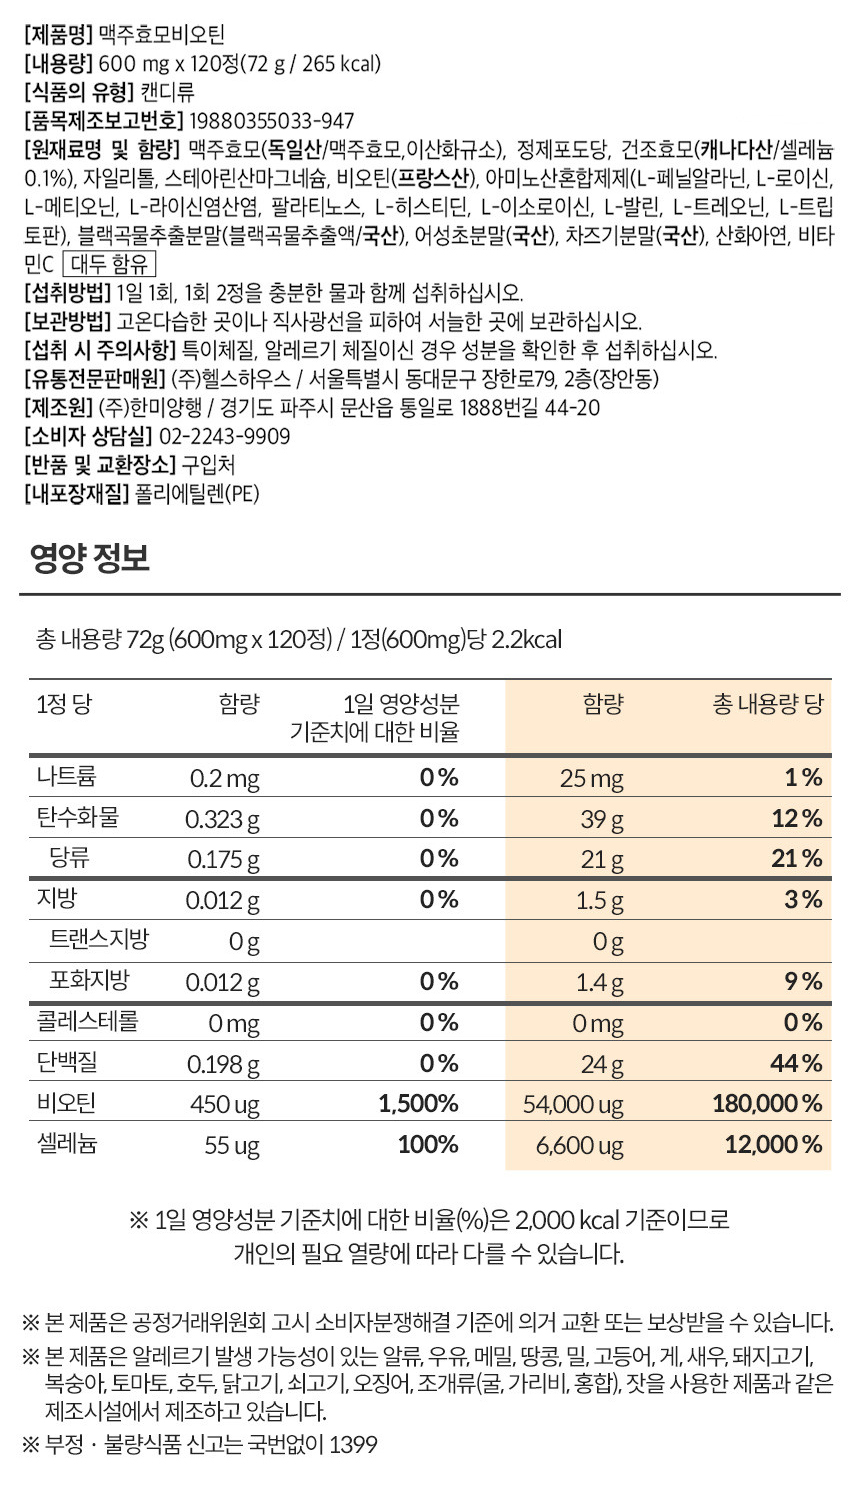 [제품명] 맥주효모비오틴
[내용량] 600 mg x 120정(72 g / 265 kcal)
[식품의 유형] 캔디류
[품목제조보고번호] 19880355033-947
[원재료명 및 함량] 맥주효모(독일산/맥주효모,이산화규소), 정제포도당, 건조효모(캐나다산/셀레늄
0.1%), 자일리톨, 스테아린산마그네슘, 비오틴(프랑스산), 아미노산혼합제제(L-페닐알라닌, L-로이신,
L-메티오닌, L-라이신염산염, 팔라티노스, L-히스티딘, L-이소로이신, L-발린, L-트레오닌, L-트립
토판), 블랙곡물추출분말(블랙곡물추출액/국산), 어성초분말(국산), 차즈기분말(국산), 산화아연, 비타
민C 대두 함유
[섭취방법] 1일 1회, 1회 2정을 충분한 물과 함께 섭취하십시오.
[보관방법] 고온다습한 곳이나 직사광선을 피하여 서늘한 곳에 보관하십시오.
[섭취 시 주의사항] 특이체질, 알레르기 체질이신 경우 성분을 확인한 후 섭취하십시오.
[유통전문판매원] (주)헬스하우스 / 서울특별시 동대문구 장한로79, 2층(장안동)
[제조원] (주)한미양행 / 경기도 파주시 문산읍 통일로 1888번길 44-20
[소비자 상담실] 02-2243-9909
[반품 및 교환장소] 구입처
[내포장재질] 폴리에틸렌(PE)
영양 정보
총 내용량 72g (600mg x 120정) / 1정(600mg)당 2.2kcal
1정 당 함량 1일 영양성분 함량 총 내용량 당
기준치에 대한 비율
나트륨 0.2 mg 0 % 25 mg 1 %
탄수화물 0.323 g 0 % 39 g 12 %
당류 0.175 g 0 % 21 g 21 %
지방 0.012 g 0 % 1.5 g 3 %
트랜스지방 0 g 0 g
포화지방 0.012 g 0 % 1.4 g 9 %
콜레스테롤 0 mg 0 % 0 mg 0 %
단백질 0.198 g 0 % 24 g 44 %
비오틴 450 ug 1,500% 54,000 ug 180,000 %
셀레늄 55 ug 100% 6,600 ug 12,000 %
※ 1일 영양성분 기준치에 대한 비율(%)은 2,000 kcal 기준이므로
개인의 필요 열량에 따라 다를 수 있습니다.
※ 본 제품은 공정거래위원회 고시 소비자분쟁해결 기준에 의거 교환 또는 보상받을 수 있습니다.
※ 본 제품은 알레르기 발생 가능성이 있는 알류, 우유, 메밀, 땅콩, 밀, 고등어, 게, 새우, 돼지고기,
복숭아, 토마토, 호두, 닭고기, 쇠고기, 오징어, 조개류(굴, 가리비, 홍합), 잣을 사용한 제품과 같은
제조시설에서 제조하고 있습니다.
※ 부정 · 불량식품 신고는 국번없이 1399